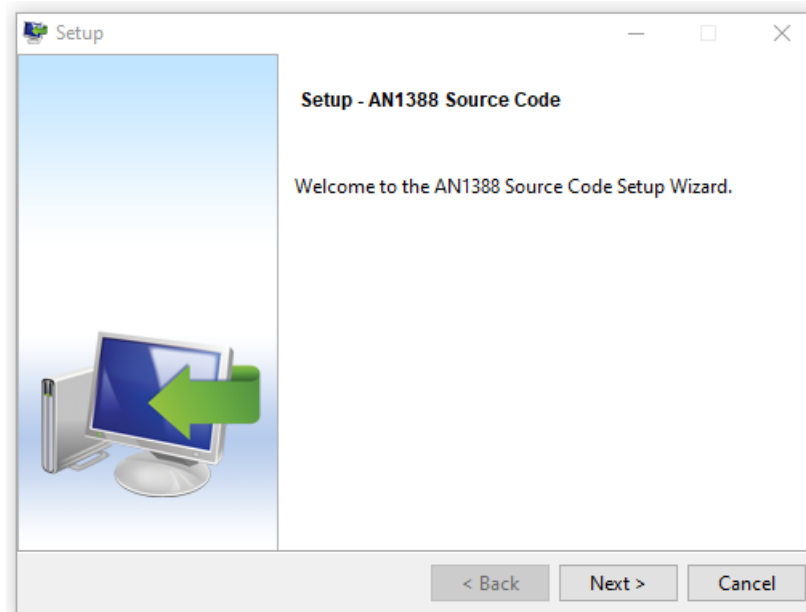 Setup
Setup - AN1388 Source Code
Welcome to the AN1388 Source Code Setup Wizard.
< Back Next > Cancel